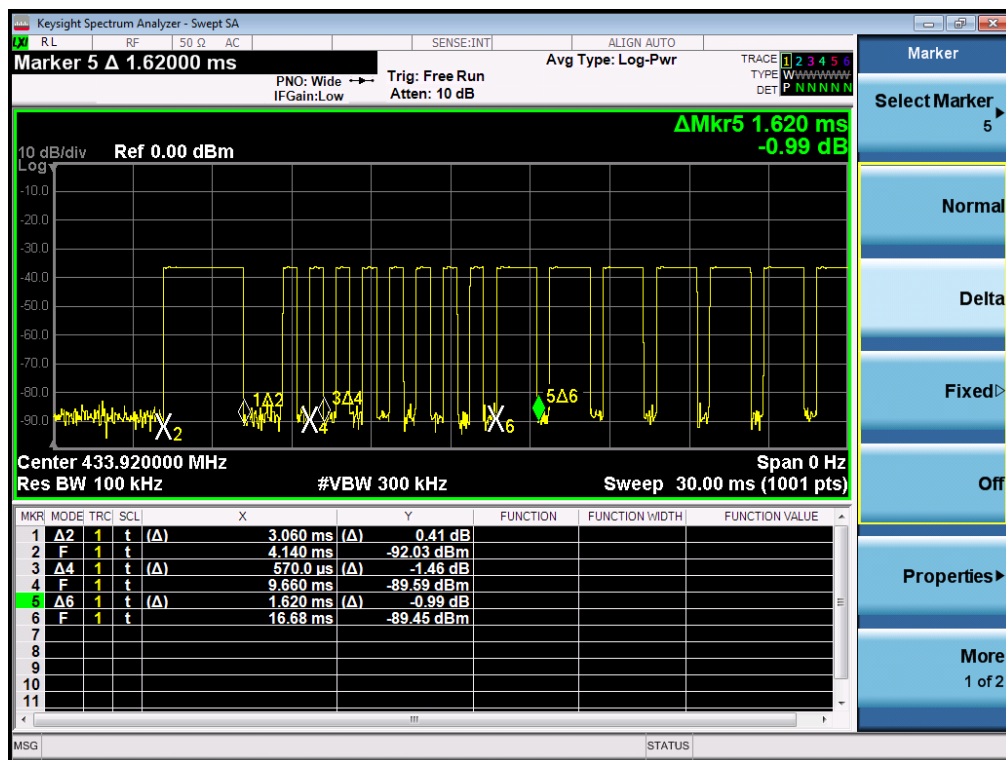 Keysight Spectrum Analyzer - Swept SA
LXI RL RF 50 Ω AC SENSE:INT ALIGN AUTO
Marker 5 Δ 1.62000 ms
PNO: Wide
IFGain:Low
Trig: Free Run
Atten: 10 dB
Avg Type: Log-Pwr
TRACE 1 2 3 4 5 6
TYPE WWWWWW
DET P N N N N N
ΔMkr5 1.620 ms
-0.99 dB
10 dB/div Ref 0.00 dBm
Log
-10.0
-20.0
-30.0
-40.0
-50.0
-60.0
-70.0
-80.0
-90.0
2
1Δ2
4
3Δ4
6
5Δ6
Center 433.920000 MHz Span 0 Hz
Res BW 100 kHz #VBW 300 kHz Sweep 30.00 ms (1001 pts)
MKR MODE TRC SCL X Y FUNCTION FUNCTION WIDTH FUNCTION VALUE
1 Δ2 1 t (Δ) 3.060 ms (Δ) 0.41 dB
2 F 1 t 4.140 ms -92.03 dBm
3 Δ4 1 t (Δ) 570.0 µs (Δ) -1.46 dB
4 F 1 t 9.660 ms -89.59 dBm
5 Δ6 1 t (Δ) 1.620 ms (Δ) -0.99 dB
6 F 1 t 16.68 ms -89.45 dBm
7
8
9
10
11
MSG STATUS
Marker
Select Marker
5
Normal
Delta
Fixed
Off
Properties
More
1 of 2